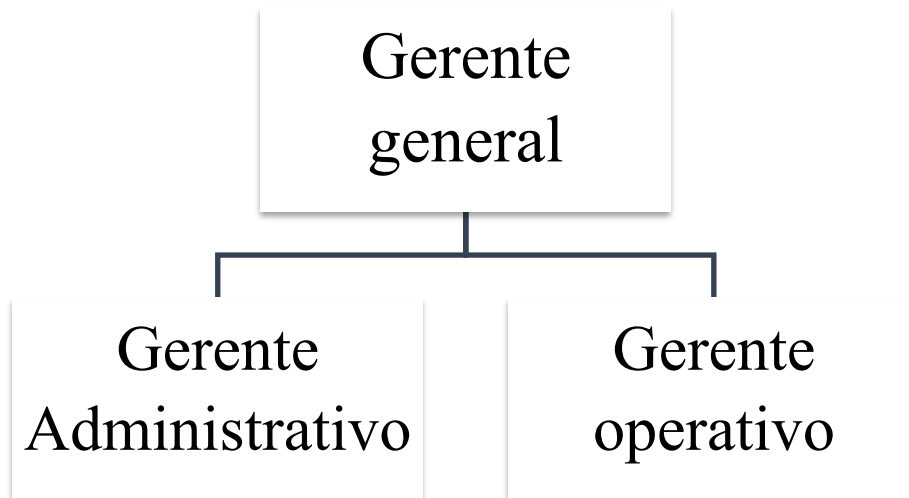 Gerente
general
Gerente
Administrativo
Gerente
operativo